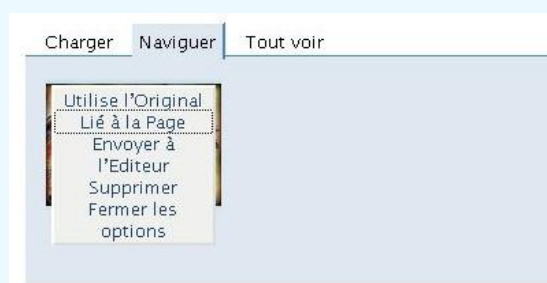 Charger Naviguer Tout voir
Utilise l'Original
Lié à la Page
Envoyer à
l'Editeur
Supprimer
Fermer les
options